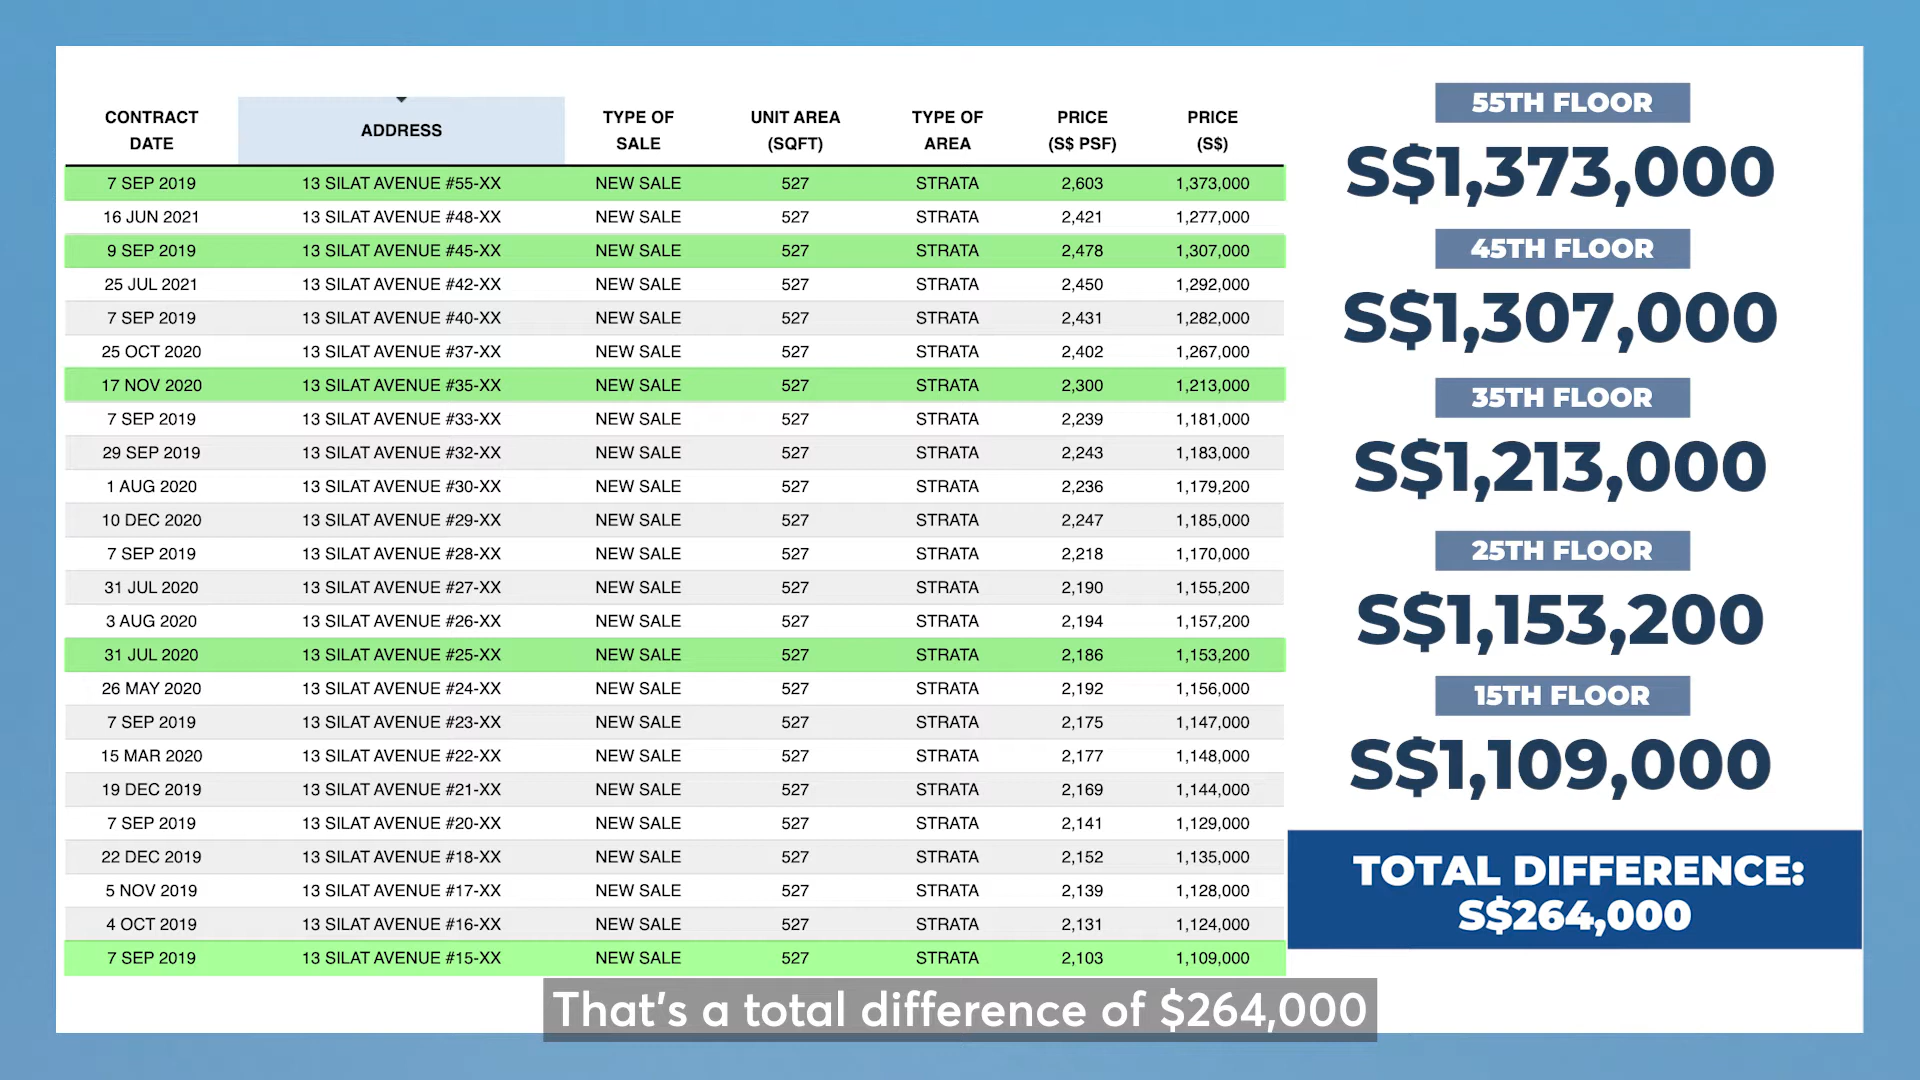 CONTRACT DATE ADDRESS TYPE OF SALE UNIT AREA (SQFT) TYPE OF AREA PRICE (S$ PSF) PRICE (S$)
7 SEP 2019 13 SILAT AVENUE #55-XX NEW SALE 527 STRATA 2,603 1,373,000
16 JUN 2021 13 SILAT AVENUE #48-XX NEW SALE 527 STRATA 2,421 1,277,000
9 SEP 2019 13 SILAT AVENUE #45-XX NEW SALE 527 STRATA 2,478 1,307,000
25 JUL 2021 13 SILAT AVENUE #42-XX NEW SALE 527 STRATA 2,450 1,292,000
7 SEP 2019 13 SILAT AVENUE #40-XX NEW SALE 527 STRATA 2,431 1,282,000
25 OCT 2020 13 SILAT AVENUE #37-XX NEW SALE 527 STRATA 2,402 1,267,000
17 NOV 2020 13 SILAT AVENUE #35-XX NEW SALE 527 STRATA 2,300 1,213,000
7 SEP 2019 13 SILAT AVENUE #33-XX NEW SALE 527 STRATA 2,239 1,181,000
29 SEP 2019 13 SILAT AVENUE #32-XX NEW SALE 527 STRATA 2,243 1,183,000
1 AUG 2020 13 SILAT AVENUE #30-XX NEW SALE 527 STRATA 2,236 1,179,200
10 DEC 2020 13 SILAT AVENUE #29-XX NEW SALE 527 STRATA 2,247 1,185,000
7 SEP 2019 13 SILAT AVENUE #28-XX NEW SALE 527 STRATA 2,218 1,170,000
31 JUL 2020 13 SILAT AVENUE #27-XX NEW SALE 527 STRATA 2,190 1,155,200
3 AUG 2020 13 SILAT AVENUE #26-XX NEW SALE 527 STRATA 2,194 1,157,200
31 JUL 2020 13 SILAT AVENUE #25-XX NEW SALE 527 STRATA 2,186 1,153,200
26 MAY 2020 13 SILAT AVENUE #24-XX NEW SALE 527 STRATA 2,192 1,156,000
7 SEP 2019 13 SILAT AVENUE #23-XX NEW SALE 527 STRATA 2,175 1,147,000
15 MAR 2020 13 SILAT AVENUE #22-XX NEW SALE 527 STRATA 2,177 1,148,000
19 DEC 2019 13 SILAT AVENUE #21-XX NEW SALE 527 STRATA 2,169 1,144,000
7 SEP 2019 13 SILAT AVENUE #20-XX NEW SALE 527 STRATA 2,141 1,129,000
22 DEC 2019 13 SILAT AVENUE #18-XX NEW SALE 527 STRATA 2,152 1,135,000
5 NOV 2019 13 SILAT AVENUE #17-XX NEW SALE 527 STRATA 2,139 1,128,000
4 OCT 2019 13 SILAT AVENUE #16-XX NEW SALE 527 STRATA 2,131 1,124,000
7 SEP 2019 13 SILAT AVENUE #15-XX NEW SALE 527 STRATA 2,103 1,109,000
55TH FLOOR
S$1,373,000
45TH FLOOR
S$1,307,000
35TH FLOOR
S$1,213,000
25TH FLOOR
S$1,153,200
15TH FLOOR
S$1,109,000
TOTAL DIFFERENCE:
S$264,000
That's a total difference of $264,000